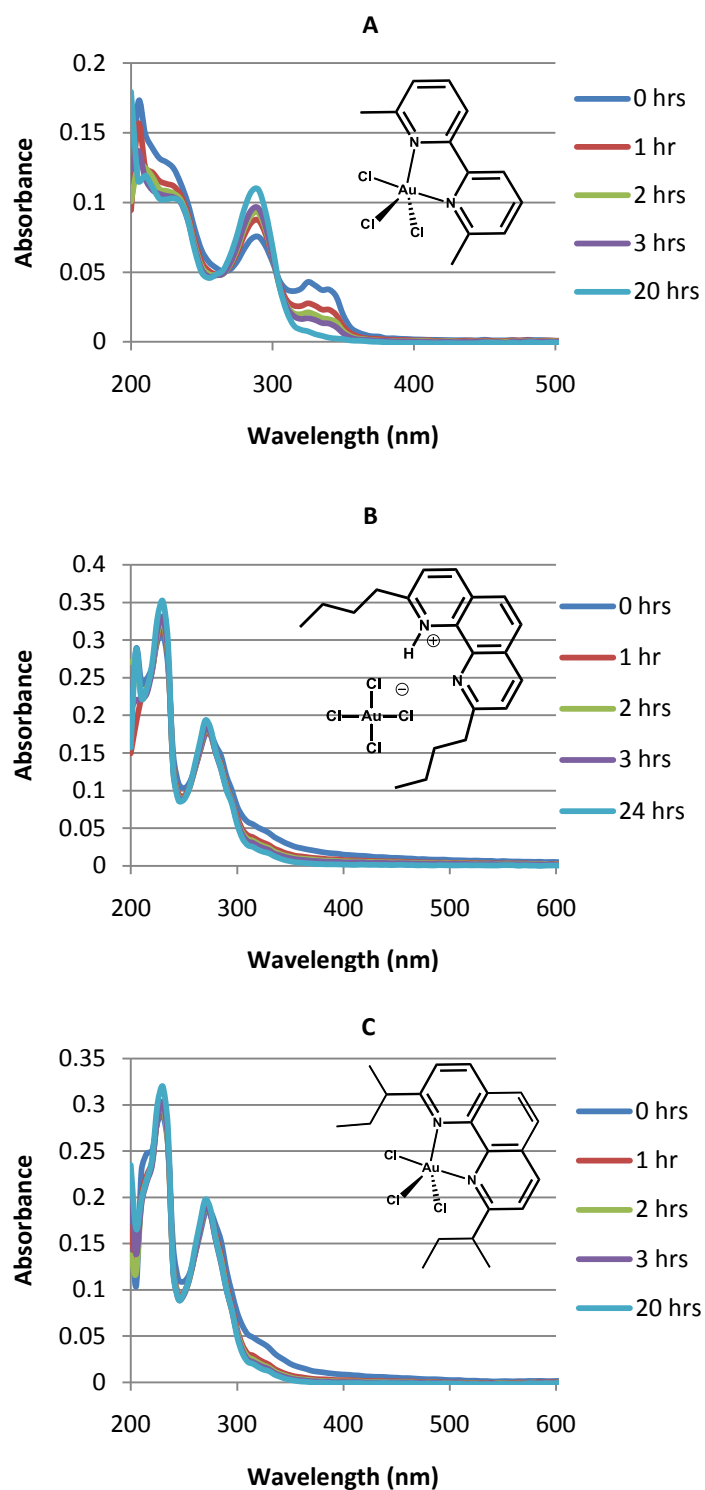 A
0.2
0.15
0.1
0.05
0
Absorbance
200
300
400
500
Wavelength (nm)
N
N
Au
Cl
Cl
Cl
0 hrs
1 hr
2 hrs
3 hrs
20 hrs
B
0.4
0.35
0.3
0.25
0.2
0.15
0.1
0.05
0
Absorbance
200
300
400
500
600
Wavelength (nm)
N
H
+
N
Cl
−
Cl
Au
Cl
Cl
0 hrs
1 hr
2 hrs
3 hrs
24 hrs
C
0.35
0.3
0.25
0.2
0.15
0.1
0.05
0
Absorbance
200
300
400
500
600
Wavelength (nm)
N
Cl
Au
N
Cl
Cl
0 hrs
1 hr
2 hrs
3 hrs
20 hrs